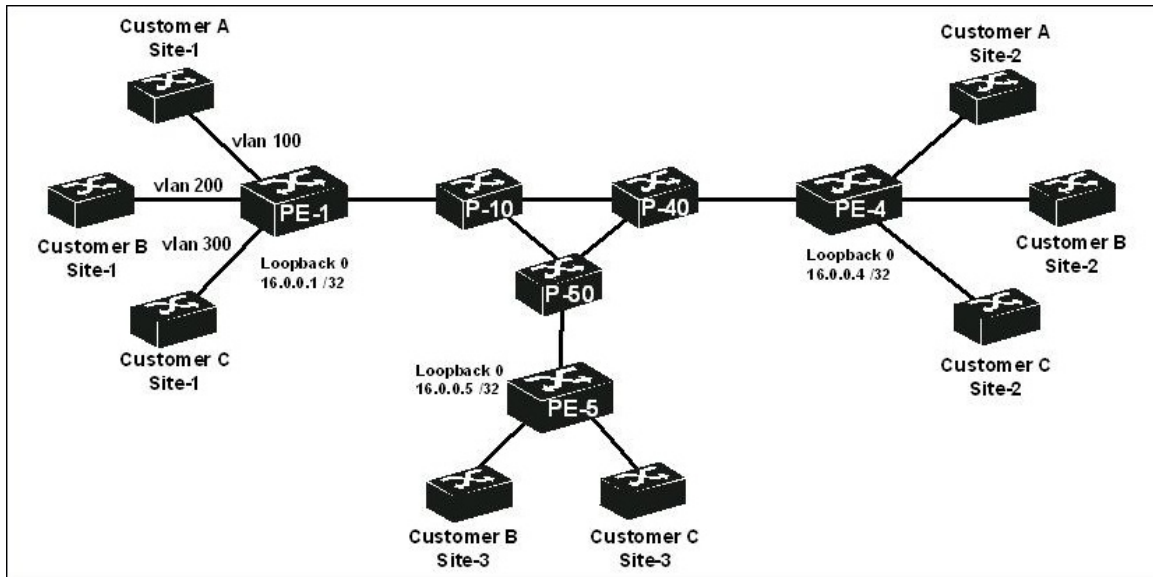 Customer A
Site-1
Customer A
Site-2
vlan 100
vlan 200
PE-1
P-10
P-40
PE-4
Customer B
Site-1
vlan 300
Loopback 0
16.0.0.1 /32
Loopback 0
16.0.0.4 /32
Customer B
Site-2
P-50
Customer C
Site-1
Loopback 0
16.0.0.5 /32
PE-5
Customer C
Site-2
Customer B
Site-3
Customer C
Site-3